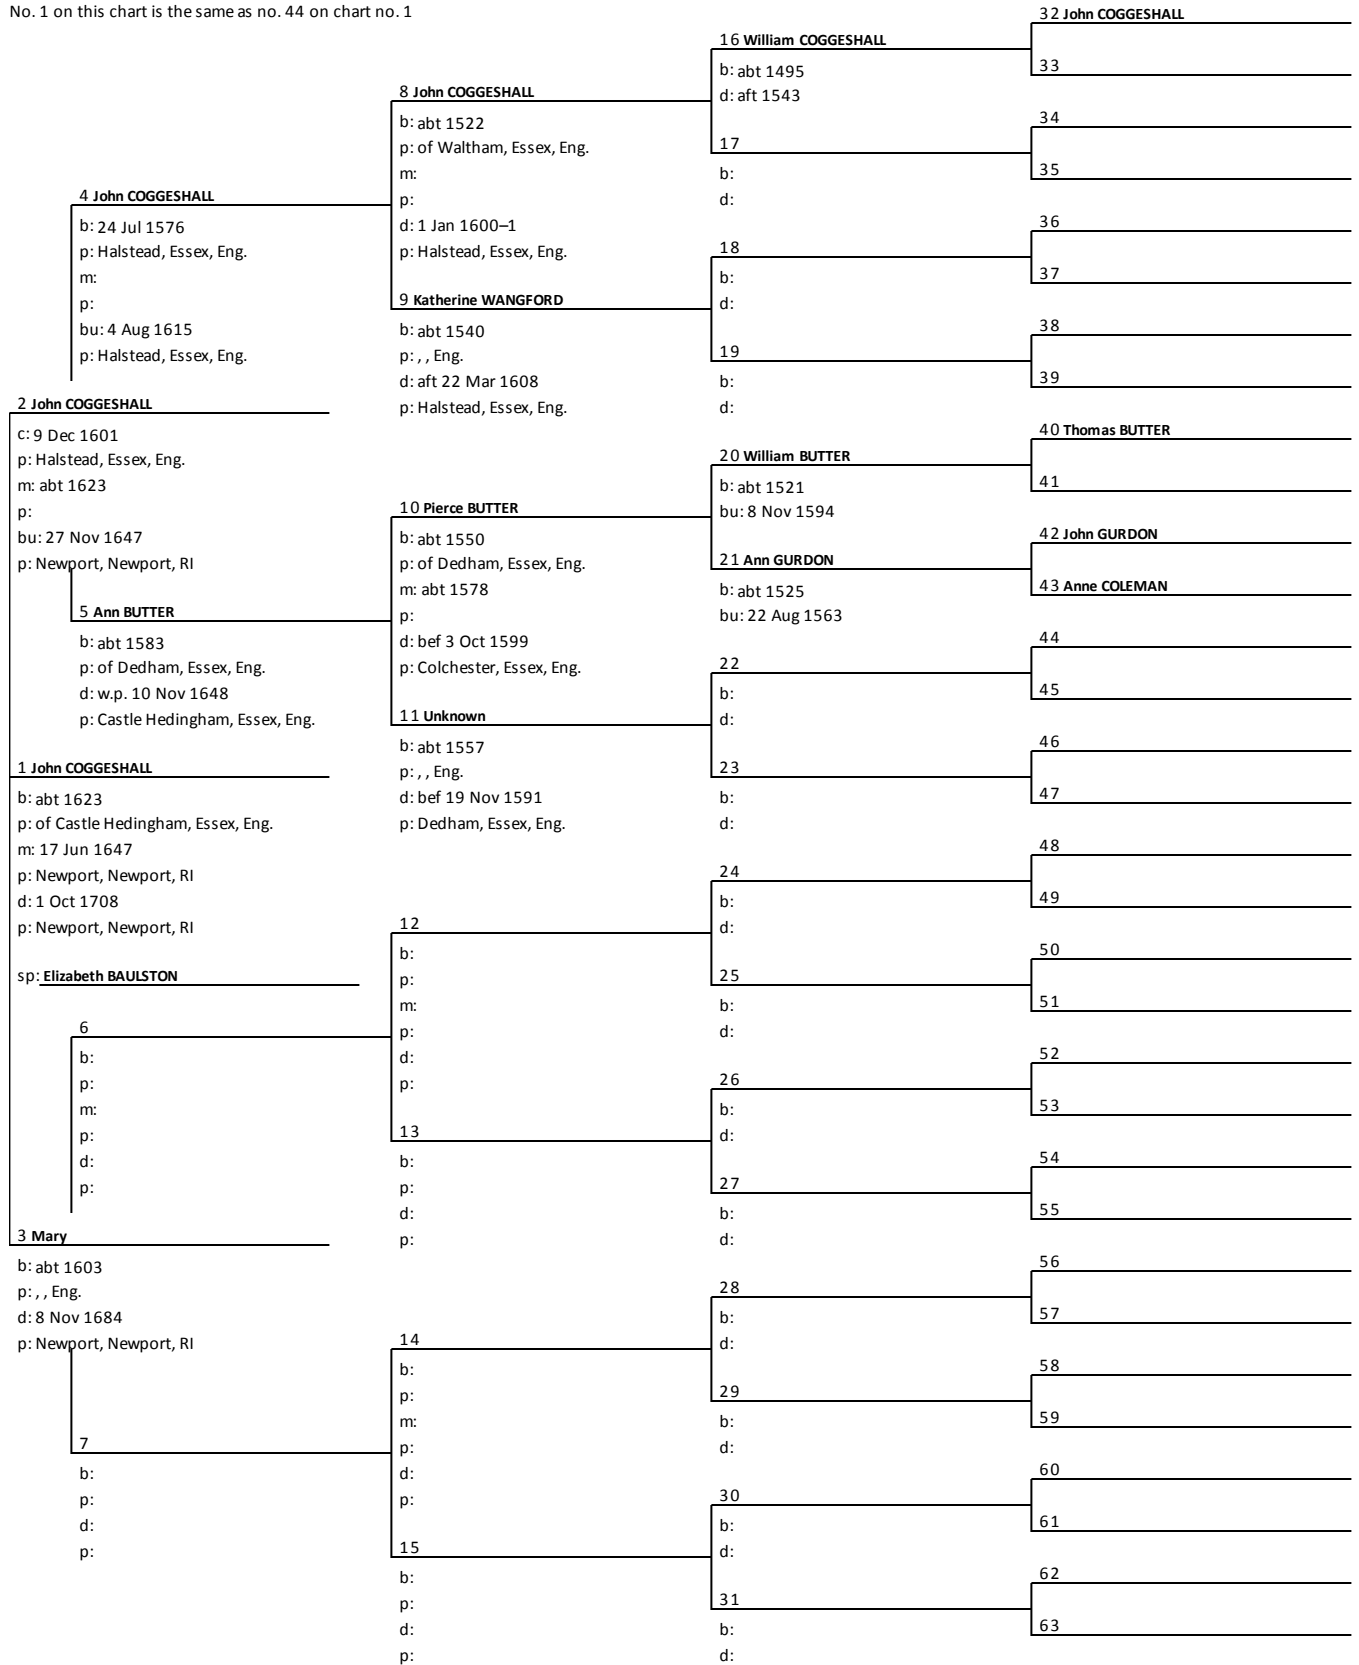 No. 1 on this chart is the same as no. 44 on chart no. 1
4 John COGGESHALL
b: 24 Jul 1576
p: Halstead, Essex, Eng.
m:
p:
bu: 4 Aug 1615
p: Halstead, Essex, Eng.
2 John COGGESHALL
c: 9 Dec 1601
p: Halstead, Essex, Eng.
m: abt 1623
p:
bu: 27 Nov 1647
p: Newport, Newport, RI
5 Ann BUTTER
b: abt 1583
p: of Dedham, Essex, Eng.
d: w.p. 10 Nov 1648
p: Castle Hedingham, Essex, Eng.
1 John COGGESHALL
b: abt 1623
p: of Castle Hedingham, Essex, Eng.
m: 17 Jun 1647
p: Newport, Newport, RI
d: 1 Oct 1708
p: Newport, Newport, RI
sp: Elizabeth BAULSTON
6
b:
p:
m:
p:
d:
p:
3 Mary
b: abt 1603
p: , , Eng.
d: 8 Nov 1684
p: Newport, Newport, RI
7
b:
p:
d:
p:
8 John COGGESHALL
b: abt 1522
p: of Waltham, Essex, Eng.
m:
p:
d: 1 Jan 1600–1
p: Halstead, Essex, Eng.
9 Katherine WANGFORD
b: abt 1540
p: , , Eng.
d: aft 22 Mar 1608
p: Halstead, Essex, Eng.
10 Pierce BUTTER
b: abt 1550
p: of Dedham, Essex, Eng.
m: abt 1578
p:
d: bef 3 Oct 1599
p: Colchester, Essex, Eng.
11 Unknown
b: abt 1557
p: , , Eng.
d: bef 19 Nov 1591
p: Dedham, Essex, Eng.
12
b:
p:
m:
p:
d:
p:
13
b:
p:
d:
p:
14
b:
p:
m:
p:
d:
p:
15
b:
p:
d:
p:
16 William COGGESHALL
b: abt 1495
d: aft 1543
17
b:
d:
18
b:
d:
19
b:
d:
20 William BUTTER
b: abt 1521
bu: 8 Nov 1594
21 Ann GURDON
b: abt 1525
bu: 22 Aug 1563
22
b:
d:
23
b:
d:
24
b:
d:
25
b:
d:
26
b:
d:
27
b:
d:
28
b:
d:
29
b:
d:
30
b:
d:
31
b:
d:
32 John COGGESHALL
33
34
35
36
37
38
39
40 Thomas BUTTER
41
42 John GURDON
43 Anne COLEMAN
44
45
46
47
48
49
50
51
52
53
54
55
56
57
58
59
60
61
62
63